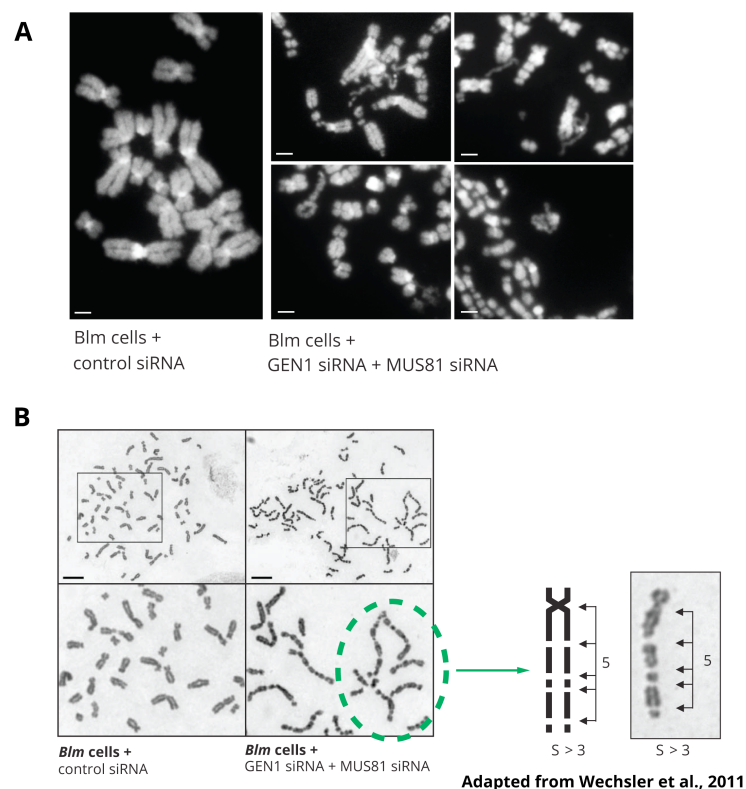 A
Blm cells +
control siRNA
Blm cells +
GEN1 siRNA + MUS81 siRNA
B
5
5
S > 3
S > 3
Blm cells +
control siRNA
Blm cells +
GEN1 siRNA + MUS81 siRNA
Adapted from Wechsler et al., 2011